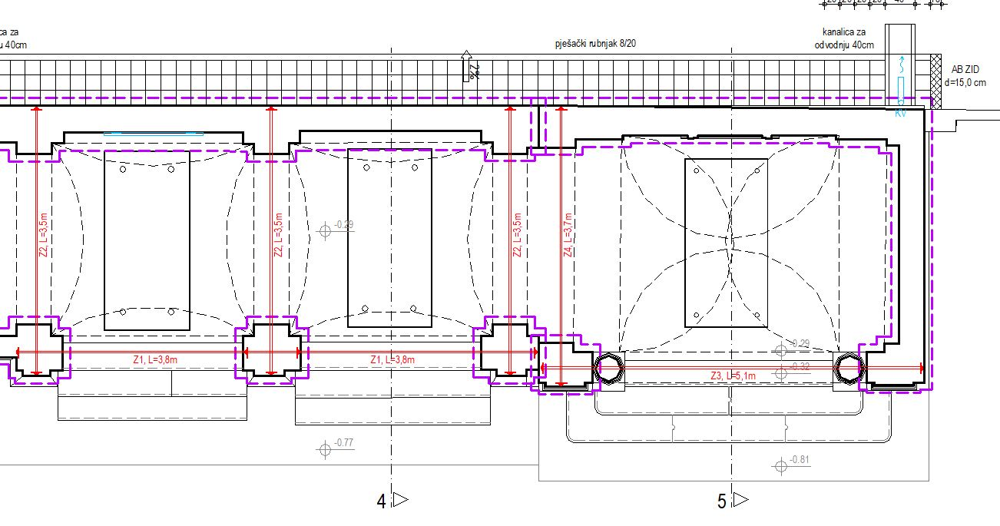 ca za
u 40cm
pješački rubnjak 8/20
kanalica za
odvodnju 40cm
AB ZID
d=15,0 cm
2%
KV
Z2, L=3,5m
Z2, L=3,5m
Z2, L=3,5m
Z4, L=3,7m
-0.29
-0.29
Z1, L=3,8m
Z1, L=3,8m
-0.32
Z3, L=5,1m
-0.77
-0.81
4
5